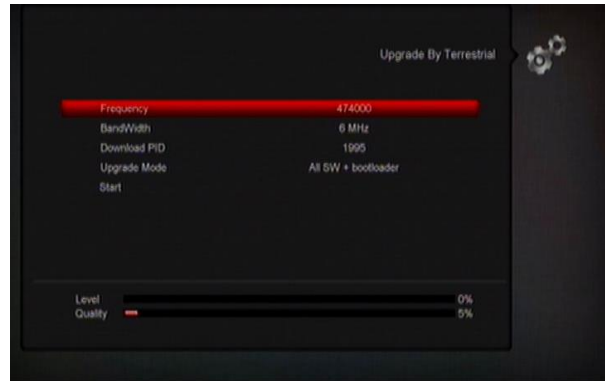 Upgrade By Terrestrial
Frequency 474000
BandWidth 6 MHz
Download PID 1995
Upgrade Mode All SW + bootloader
Start
Level 0%
Quality 5%